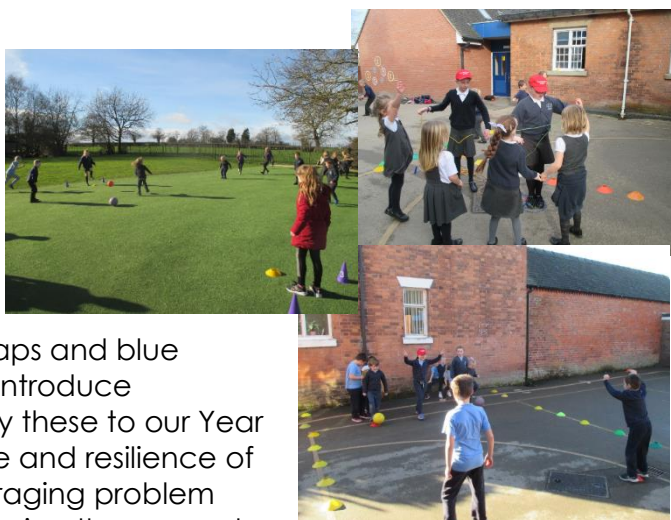 aps and blue
ntroduce
y these to our Year
e and resilience of
raging problem